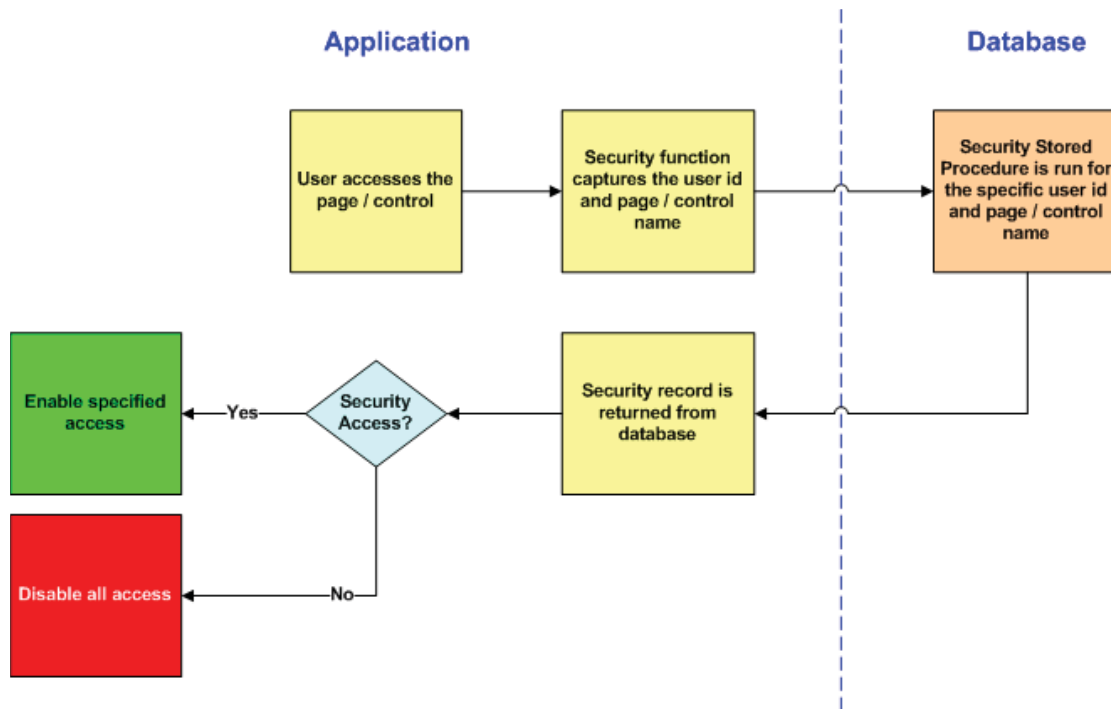 Application
Database
User accesses the
page / control
Security function
captures the user id
and page / control
name
Security Stored
Procedure is run for
the specific user id
and page / control
name
Enable specified
access
Yes
Security
Access?
Security record is
returned from
database
Disable all access
No